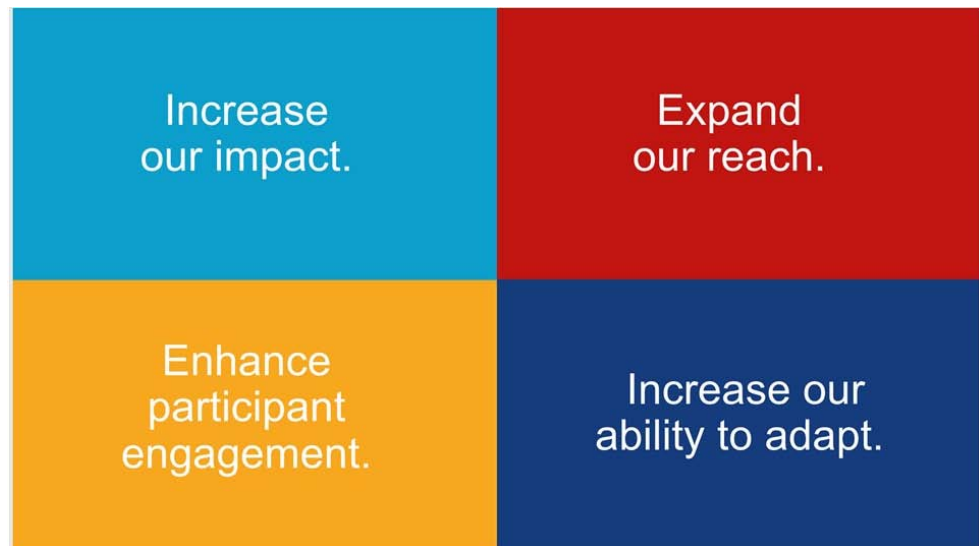 Increase
our impact.
Expand
our reach.
Enhance
participant
engagement.
Increase our
ability to adapt.